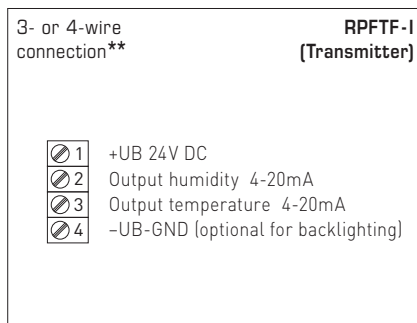 3- or 4-wire
connection**
RPFTF-I
(Transmitter)
1 +UB 24V DC
2 Output humidity 4-20mA
3 Output temperature 4-20mA
4 –UB-GND (optional for backlighting)